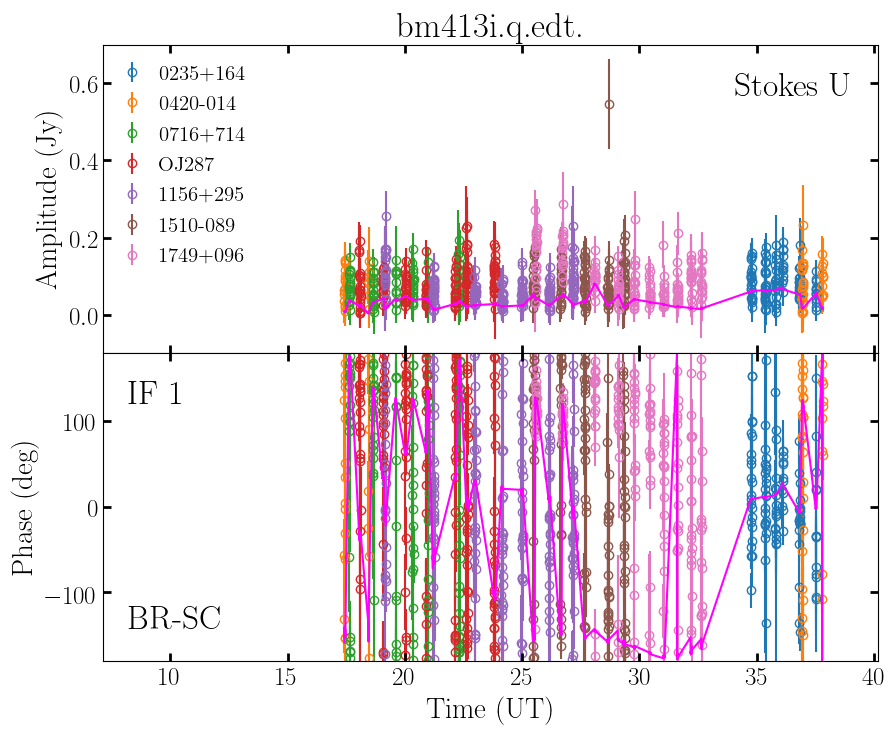 bm413i.q.edt.
Stokes U
0235+164
0420-014
0716+714
OJ287
1156+295
1510-089
1749+096
Amplitude (Jy)
0.6
0.4
0.2
0.0
IF 1
BR-SC
Phase (deg)
100
0
−100
10 15 20 25 30 35 40
Time (UT)